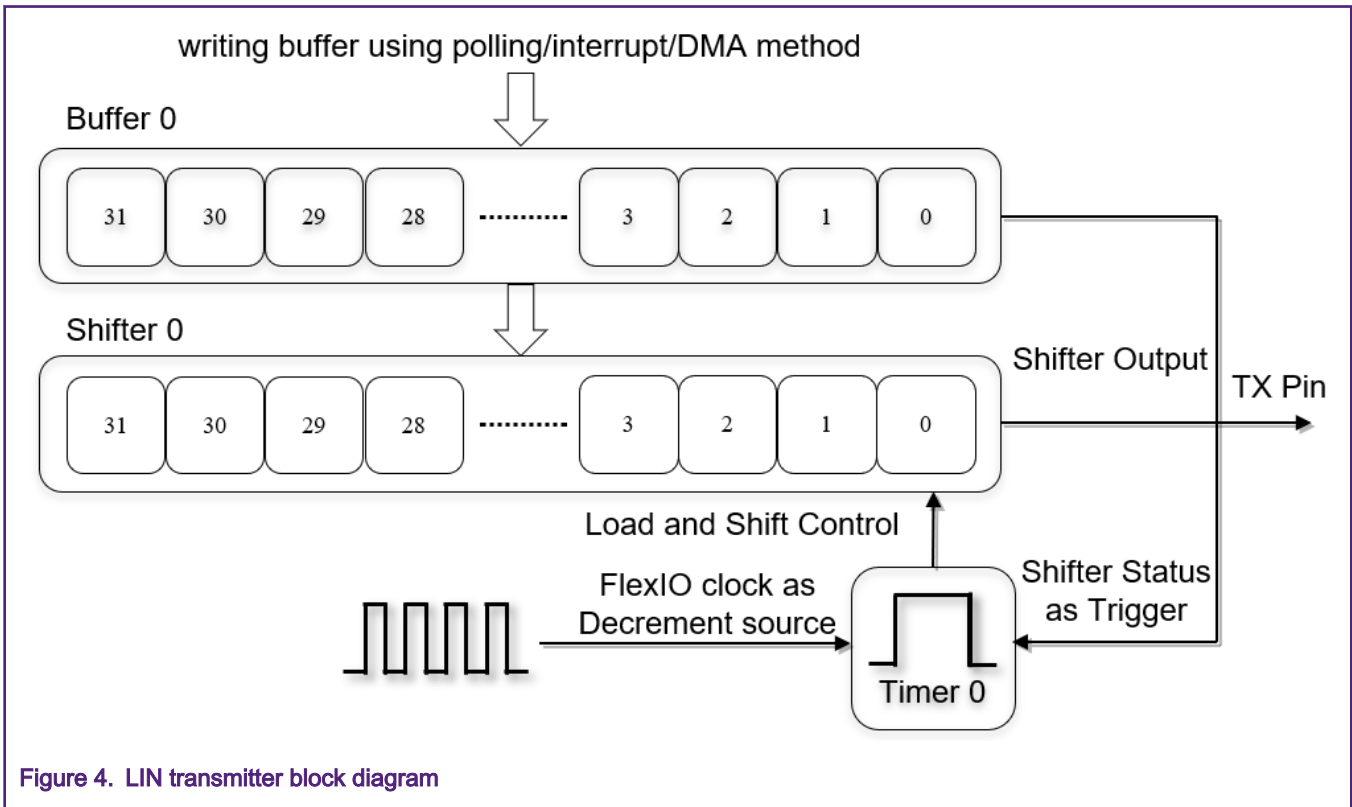 writing buffer using polling/interrupt/DMA method
Buffer 0
31 30 29 28 3 2 1 0
Shifter 0
31 30 29 28 3 2 1 0
Shifter Output
TX Pin
Load and Shift Control
FlexIO clock as
Decrement source
Shifter Status
as Trigger
Timer 0
Figure 4. LIN transmitter block diagram